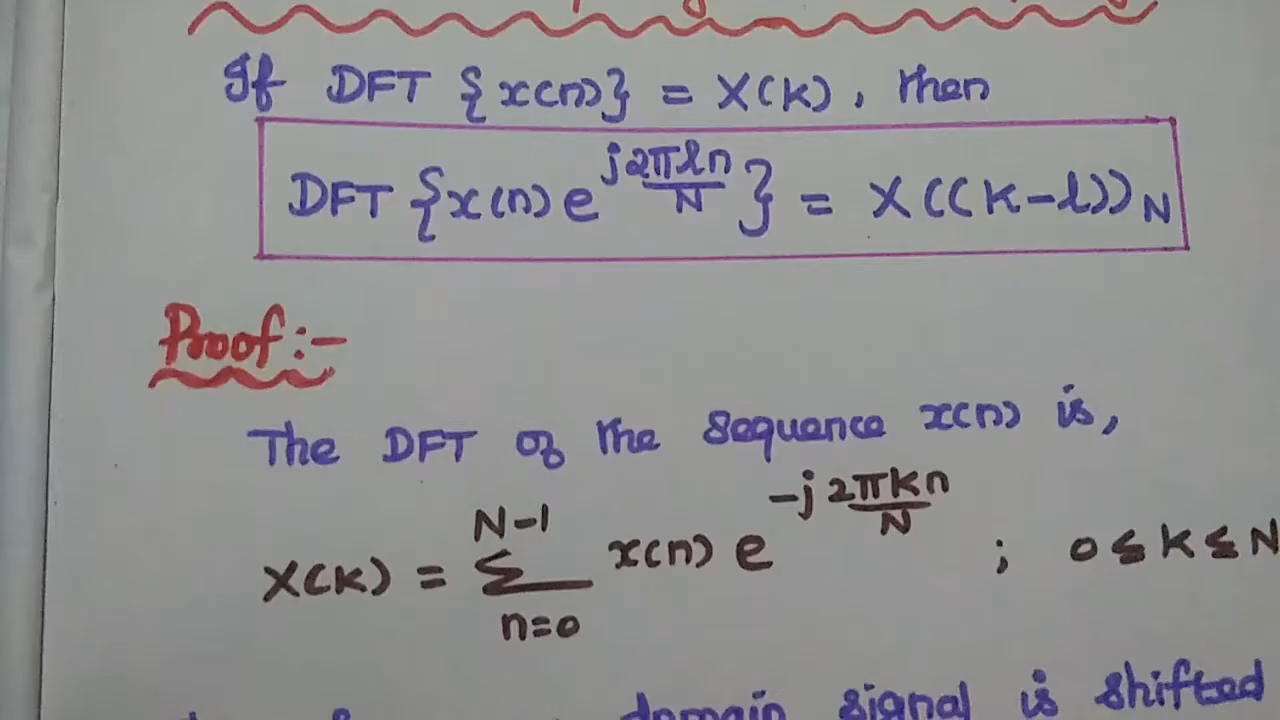 If DFT {x(n)} = X(K), then
DFT {x(n) e^{j2πln/N}} = X((K-l))_N
Proof:-
The DFT of the sequence x(n) is,
X(K) = Σ_{n=0}^{N-1} x(n) e^{-j2πkn/N} ; 0 ≤ K ≤ N
domain signal is shifted